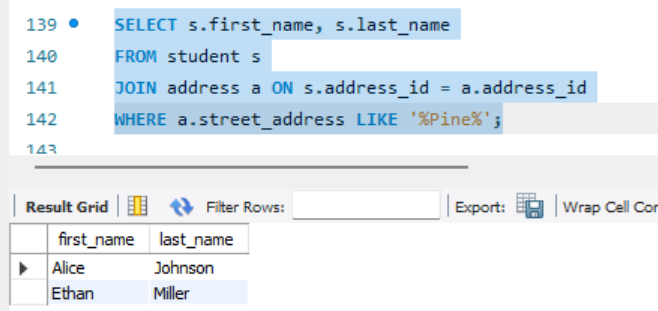 139 SELECT s.first_name, s.last_name
140 FROM student s
141 JOIN address a ON s.address_id = a.address_id
142 WHERE a.street_address LIKE '%Pine%';
143
Result Grid Filter Rows: Export: Wrap Cell Con
first_name last_name
Alice Johnson
Ethan Miller